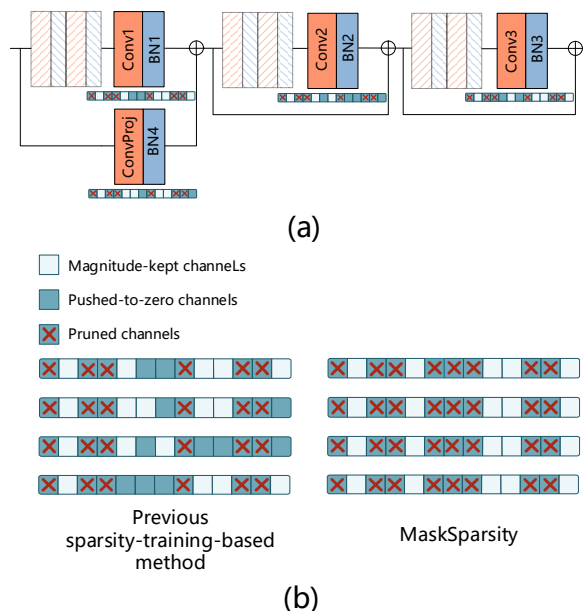 Conv1 BN1
Conv2 BN2
Conv3 BN3
ConvProj BN4
(a)
Magnitude-kept channeLs
Pushed-to-zero channels
Pruned channels
Previous
sparsity-training-based
method
MaskSparsity
(b)